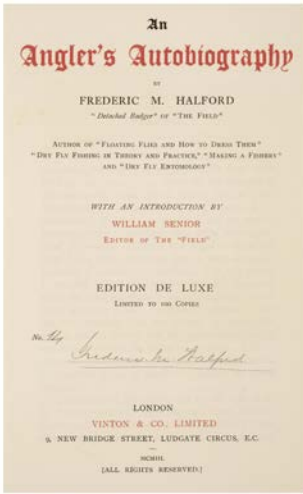 An
Angler's Autobiography
BY
FREDERIC M. HALFORD
"Detached Badger" OF "THE FIELD"
AUTHOR OF "FLOATING FLIES AND HOW TO DRESS THEM"
"DRY FLY FISHING IN THEORY AND PRACTICE," "MAKING A FISHERY"
AND "DRY FLY ENTOMOLOGY"
WITH AN INTRODUCTION BY
WILLIAM SENIOR
EDITOR OF THE "FIELD"
EDITION DE LUXE
LIMITED TO 100 COPIES
No.
Frederic M Halford
LONDON
VINTON & CO., LIMITED
9, NEW BRIDGE STREET, LUDGATE CIRCUS, E.C.
MCMIII.
[ALL RIGHTS RESERVED.]